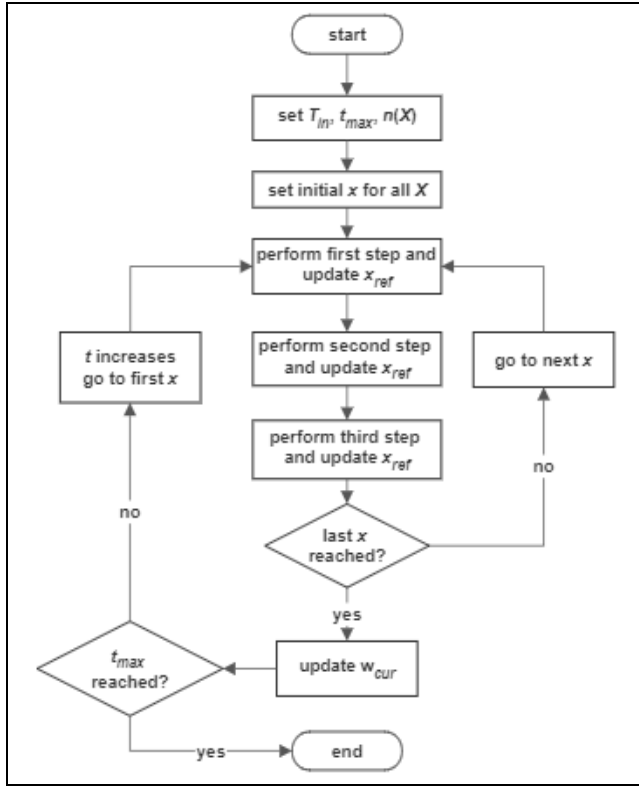 start
set T_in, t_max, n(X)
set initial x for all X
perform first step and
update x_ref
t increases
go to first x
perform second step
and update x_ref
go to next x
perform third step
and update x_ref
no
no
last x
reached?
yes
t_max
reached?
update w_cur
yes
end